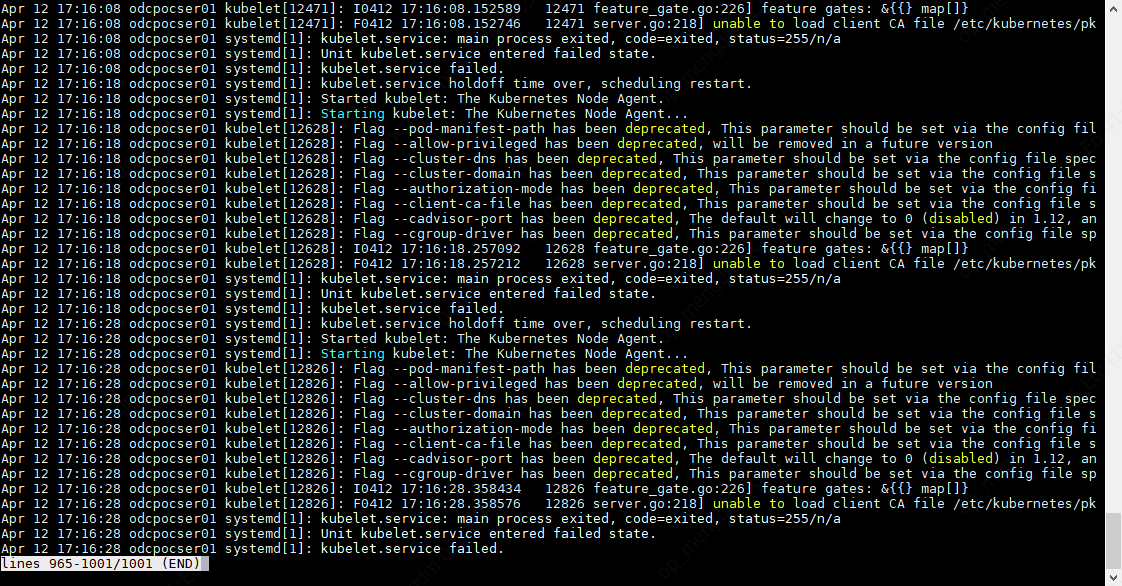 Apr 12 17:16:08 odcpocser01 kubelet[12471]: I0412 17:16:08.152589   12471 feature_gate.go:226] feature gates: &{{} map[]}
Apr 12 17:16:08 odcpocser01 kubelet[12471]: F0412 17:16:08.152746   12471 server.go:218] unable to load client CA file /etc/kubernetes/pk
Apr 12 17:16:08 odcpocser01 systemd[1]: kubelet.service: main process exited, code=exited, status=255/n/a
Apr 12 17:16:08 odcpocser01 systemd[1]: Unit kubelet.service entered failed state.
Apr 12 17:16:08 odcpocser01 systemd[1]: kubelet.service failed.
Apr 12 17:16:18 odcpocser01 systemd[1]: kubelet.service holdoff time over, scheduling restart.
Apr 12 17:16:18 odcpocser01 systemd[1]: Started kubelet: The Kubernetes Node Agent.
Apr 12 17:16:18 odcpocser01 systemd[1]: Starting kubelet: The Kubernetes Node Agent...
Apr 12 17:16:18 odcpocser01 kubelet[12628]: Flag --pod-manifest-path has been deprecated, This parameter should be set via the config fil
Apr 12 17:16:18 odcpocser01 kubelet[12628]: Flag --allow-privileged has been deprecated, will be removed in a future version
Apr 12 17:16:18 odcpocser01 kubelet[12628]: Flag --cluster-dns has been deprecated, This parameter should be set via the config file spec
Apr 12 17:16:18 odcpocser01 kubelet[12628]: Flag --cluster-domain has been deprecated, This parameter should be set via the config file s
Apr 12 17:16:18 odcpocser01 kubelet[12628]: Flag --authorization-mode has been deprecated, This parameter should be set via the config fi
Apr 12 17:16:18 odcpocser01 kubelet[12628]: Flag --client-ca-file has been deprecated, This parameter should be set via the config file s
Apr 12 17:16:18 odcpocser01 kubelet[12628]: Flag --cadvisor-port has been deprecated, The default will change to 0 (disabled) in 1.12, an
Apr 12 17:16:18 odcpocser01 kubelet[12628]: Flag --cgroup-driver has been deprecated, This parameter should be set via the config file sp
Apr 12 17:16:18 odcpocser01 kubelet[12628]: I0412 17:16:18.257092   12628 feature_gate.go:226] feature gates: &{{} map[]}
Apr 12 17:16:18 odcpocser01 kubelet[12628]: F0412 17:16:18.257212   12628 server.go:218] unable to load client CA file /etc/kubernetes/pk
Apr 12 17:16:18 odcpocser01 systemd[1]: kubelet.service: main process exited, code=exited, status=255/n/a
Apr 12 17:16:18 odcpocser01 systemd[1]: Unit kubelet.service entered failed state.
Apr 12 17:16:18 odcpocser01 systemd[1]: kubelet.service failed.
Apr 12 17:16:28 odcpocser01 systemd[1]: kubelet.service holdoff time over, scheduling restart.
Apr 12 17:16:28 odcpocser01 systemd[1]: Started kubelet: The Kubernetes Node Agent.
Apr 12 17:16:28 odcpocser01 systemd[1]: Starting kubelet: The Kubernetes Node Agent...
Apr 12 17:16:28 odcpocser01 kubelet[12826]: Flag --pod-manifest-path has been deprecated, This parameter should be set via the config fil
Apr 12 17:16:28 odcpocser01 kubelet[12826]: Flag --allow-privileged has been deprecated, will be removed in a future version
Apr 12 17:16:28 odcpocser01 kubelet[12826]: Flag --cluster-dns has been deprecated, This parameter should be set via the config file spec
Apr 12 17:16:28 odcpocser01 kubelet[12826]: Flag --cluster-domain has been deprecated, This parameter should be set via the config file s
Apr 12 17:16:28 odcpocser01 kubelet[12826]: Flag --authorization-mode has been deprecated, This parameter should be set via the config fi
Apr 12 17:16:28 odcpocser01 kubelet[12826]: Flag --client-ca-file has been deprecated, This parameter should be set via the config file s
Apr 12 17:16:28 odcpocser01 kubelet[12826]: Flag --cadvisor-port has been deprecated, The default will change to 0 (disabled) in 1.12, an
Apr 12 17:16:28 odcpocser01 kubelet[12826]: Flag --cgroup-driver has been deprecated, This parameter should be set via the config file sp
Apr 12 17:16:28 odcpocser01 kubelet[12826]: I0412 17:16:28.358434   12826 feature_gate.go:226] feature gates: &{{} map[]}
Apr 12 17:16:28 odcpocser01 kubelet[12826]: F0412 17:16:28.358576   12826 server.go:218] unable to load client CA file /etc/kubernetes/pk
Apr 12 17:16:28 odcpocser01 systemd[1]: kubelet.service: main process exited, code=exited, status=255/n/a
Apr 12 17:16:28 odcpocser01 systemd[1]: Unit kubelet.service entered failed state.
Apr 12 17:16:28 odcpocser01 systemd[1]: kubelet.service failed.
lines 965-1001/1001 (END)